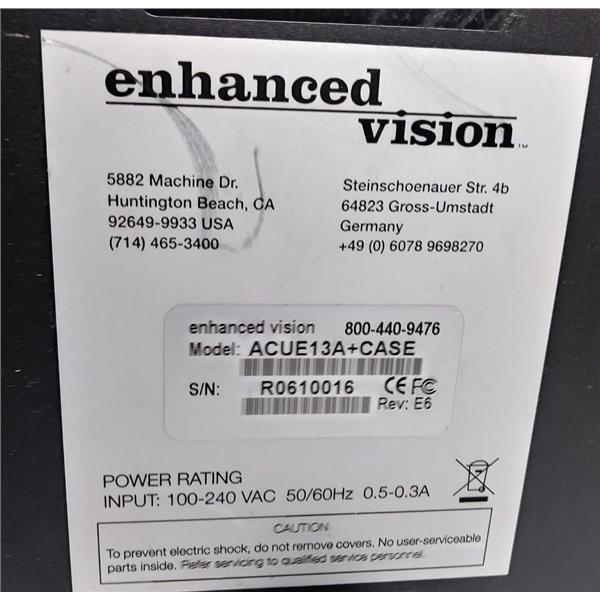 enhanced
vision™
5882 Machine Dr.
Huntington Beach, CA
92649-9933 USA
(714) 465-3400
Steinschoenauer Str. 4b
64823 Gross-Umstadt
Germany
+49 (0) 6078 9698270
enhanced vision 800-440-9476
Model: ACUE13A+CASE
S/N: R0610016 CE FC
Rev: E6
POWER RATING
INPUT: 100-240 VAC 50/60Hz 0.5-0.3A
CAUTION
To prevent electric shock, do not remove covers. No user-serviceable
parts inside. Refer servicing to qualified service personnel.